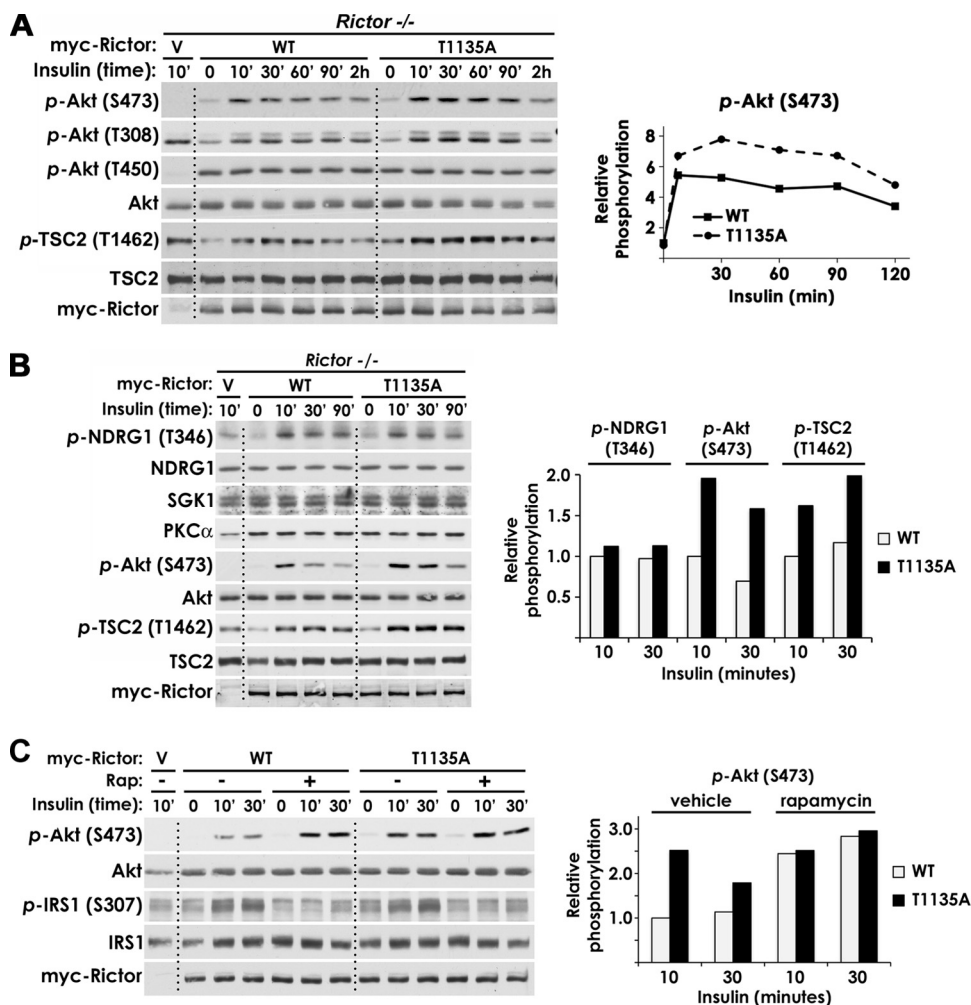 A
Rictor -/-
myc-Rictor: V WT T1135A
Insulin (time): 10' 0 10' 30' 60' 90' 2h 0 10' 30' 60' 90' 2h
p-Akt (S473)
p-Akt (T308)
p-Akt (T450)
Akt
p-TSC2 (T1462)
TSC2
myc-Rictor
p-Akt (S473)
Relative
Phosphorylation
8
6
4
2
WT
T1135A
30 60 90 120
Insulin (min)
B
Rictor -/-
myc-Rictor: V WT T1135A
Insulin (time): 10' 0 10' 30' 90' 0 10' 30' 90'
p-NDRG1 (T346)
NDRG1
SGK1
PKCα
p-Akt (S473)
Akt
p-TSC2 (T1462)
TSC2
myc-Rictor
p-NDRG1 p-Akt p-TSC2
(T346) (S473) (T1462)
Relative
phosphorylation
2.0
1.5
1.0
0.5
WT
T1135A
10 30 10 30 10 30
Insulin (minutes)
C
myc-Rictor: V WT T1135A
Rap: - - + - +
Insulin (time): 10' 0 10' 30' 0 10' 30' 0 10' 30' 0 10' 30'
p-Akt (S473)
Akt
p-IRS1 (S307)
IRS1
myc-Rictor
p-Akt (S473)
vehicle rapamycin
Relative
phosphorylation
3.0
2.0
1.0
WT
T1135A
10 30 10 30
Insulin (minutes)